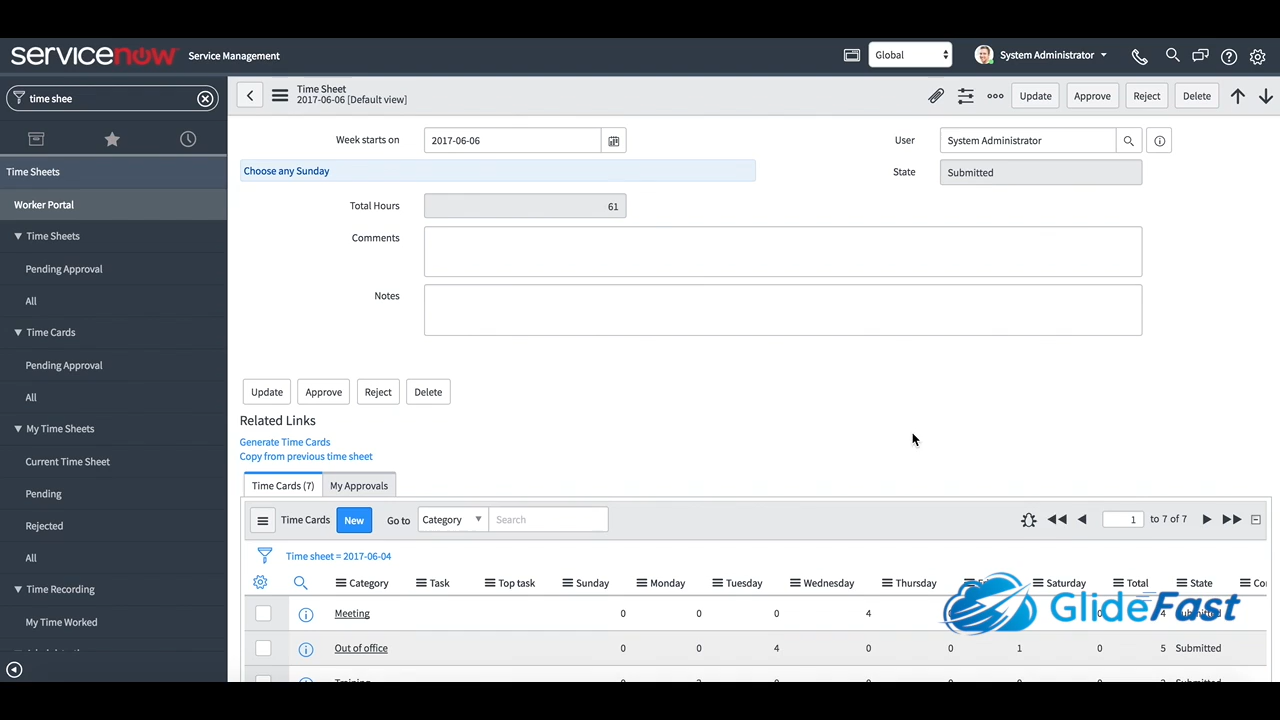 servicenow Service Management
Global
System Administrator
time shee
Time Sheets
Worker Portal
Time Sheets
Pending Approval
All
Time Cards
Pending Approval
All
My Time Sheets
Current Time Sheet
Pending
Rejected
All
Time Recording
My Time Worked
Time Sheet
2017-06-06 [Default view]
Update Approve Reject Delete
Week starts on 2017-06-06 User System Administrator
Choose any Sunday State Submitted
Total Hours 61
Comments
Notes
Update Approve Reject Delete
Related Links
Generate Time Cards
Copy from previous time sheet
Time Cards (7) My Approvals
Time Cards New Go to Category Search 1 to 7 of 7
Time sheet = 2017-06-04
Category Task Top task Sunday Monday Tuesday Wednesday Thursday Saturday Total State Co
Meeting 0 0 0 4 0 4
GlideFast
Out of office 0 0 4 0 0 1 0 5 Submitted